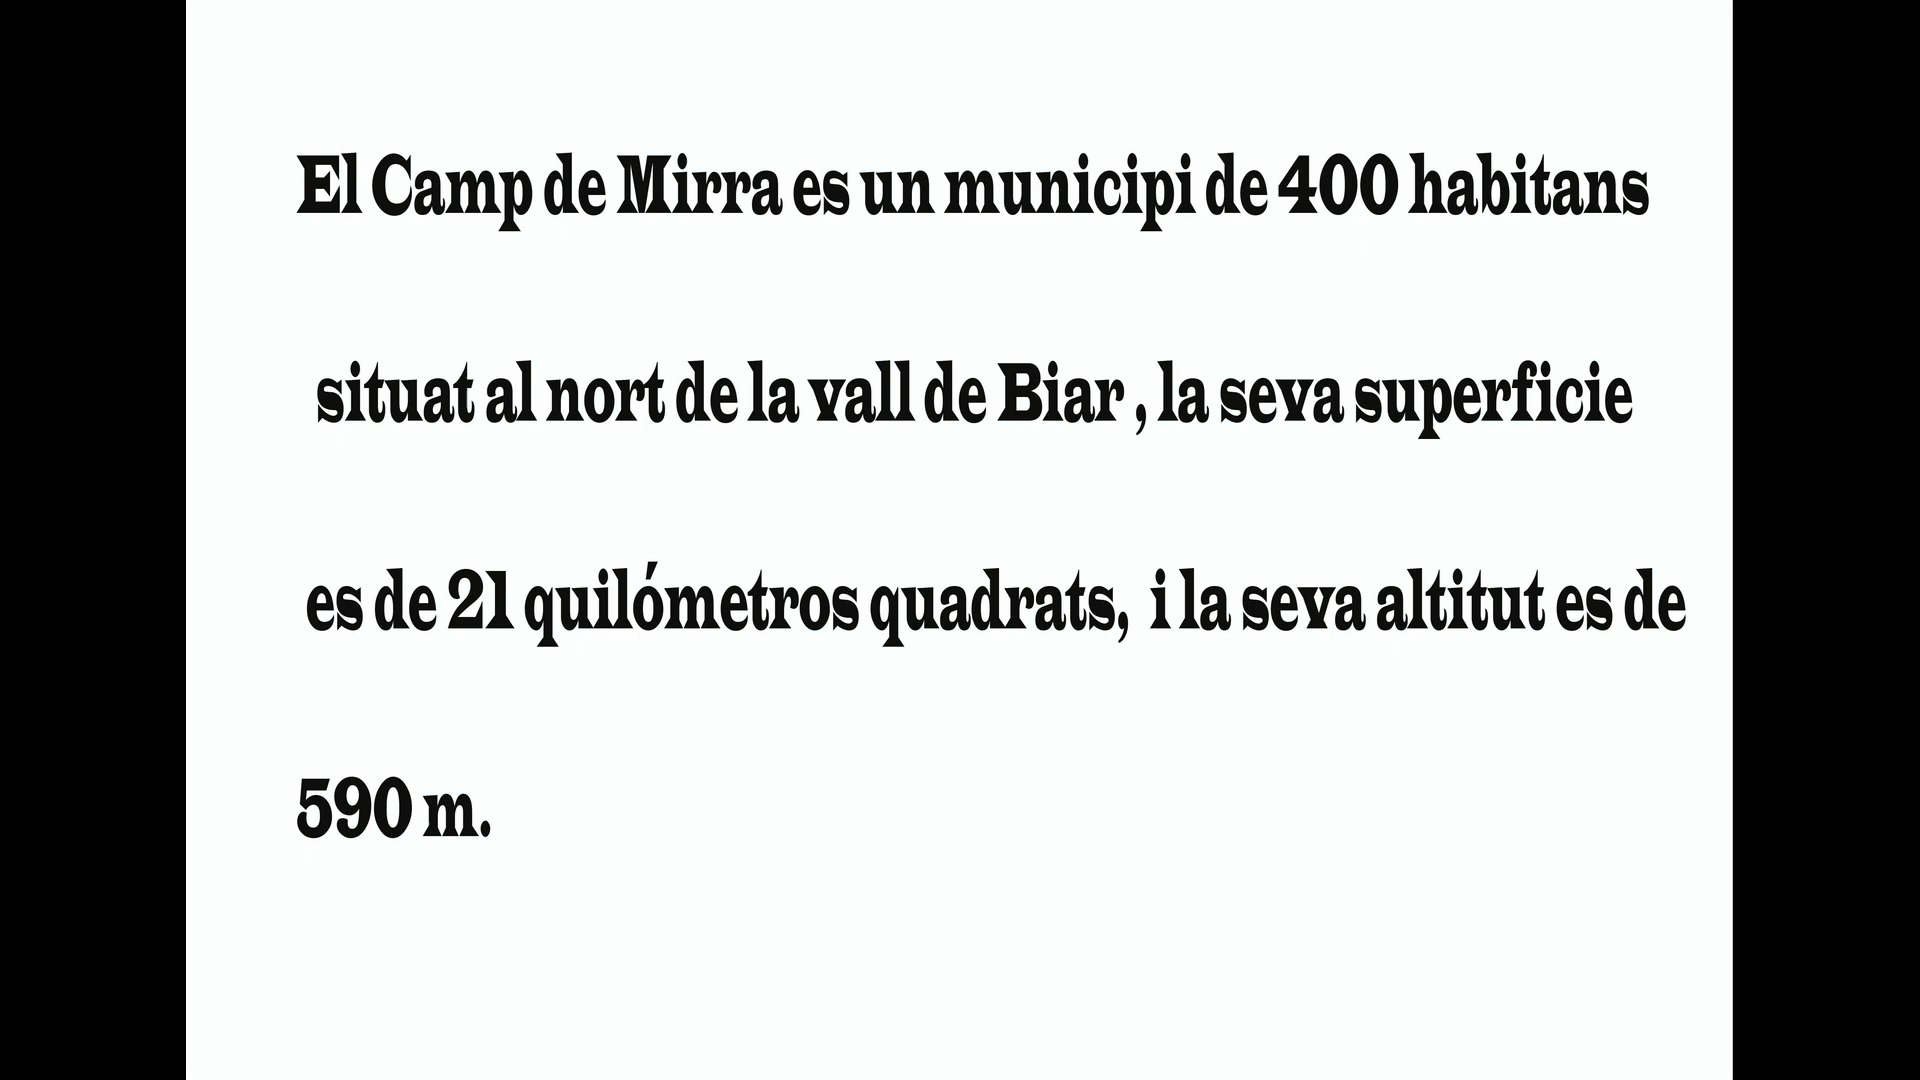 El Camp de Mirra es un municipi de 400 habitans
situat al nort de la vall de Biar , la seva superficie
es de 21 quilómetros quadrats, i la seva altitut es de
590 m.